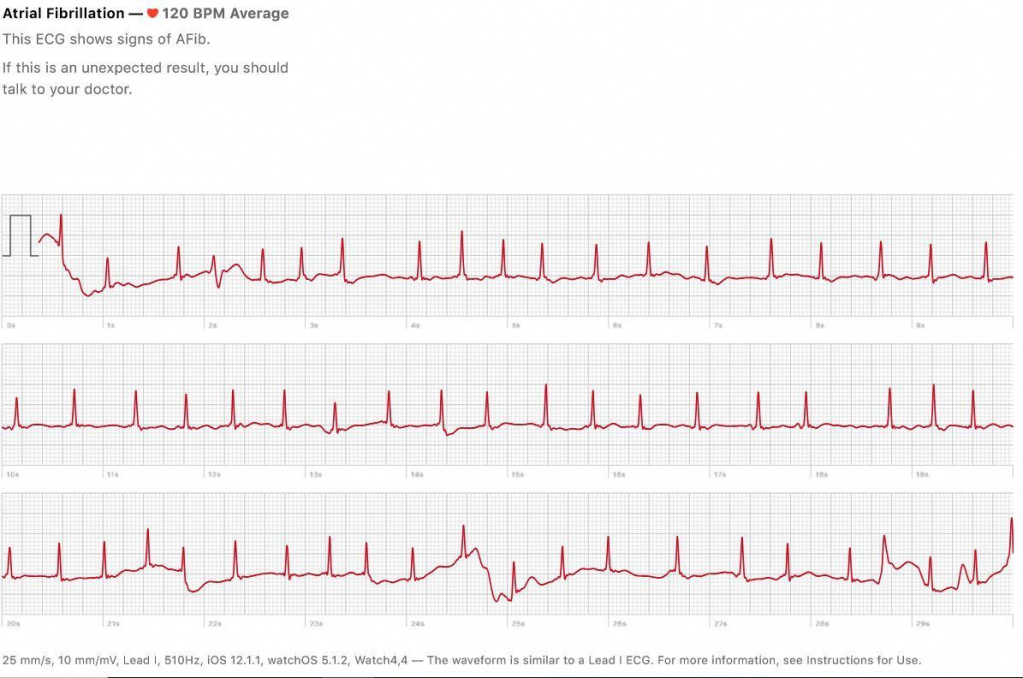 Atrial Fibrillation — ❤ 120 BPM Average
This ECG shows signs of AFib.
If this is an unexpected result, you should
talk to your doctor.
0s 1s 2s 3s 4s 5s 6s 7s 8s 9s
10s 11s 12s 13s 14s 15s 16s 17s 18s 19s
20s 21s 22s 23s 24s 25s 26s 27s 28s 29s
25 mm/s, 10 mm/mV, Lead I, 510Hz, iOS 12.1.1, watchOS 5.1.2, Watch4,4 — The waveform is similar to a Lead I ECG. For more information, see Instructions for Use.